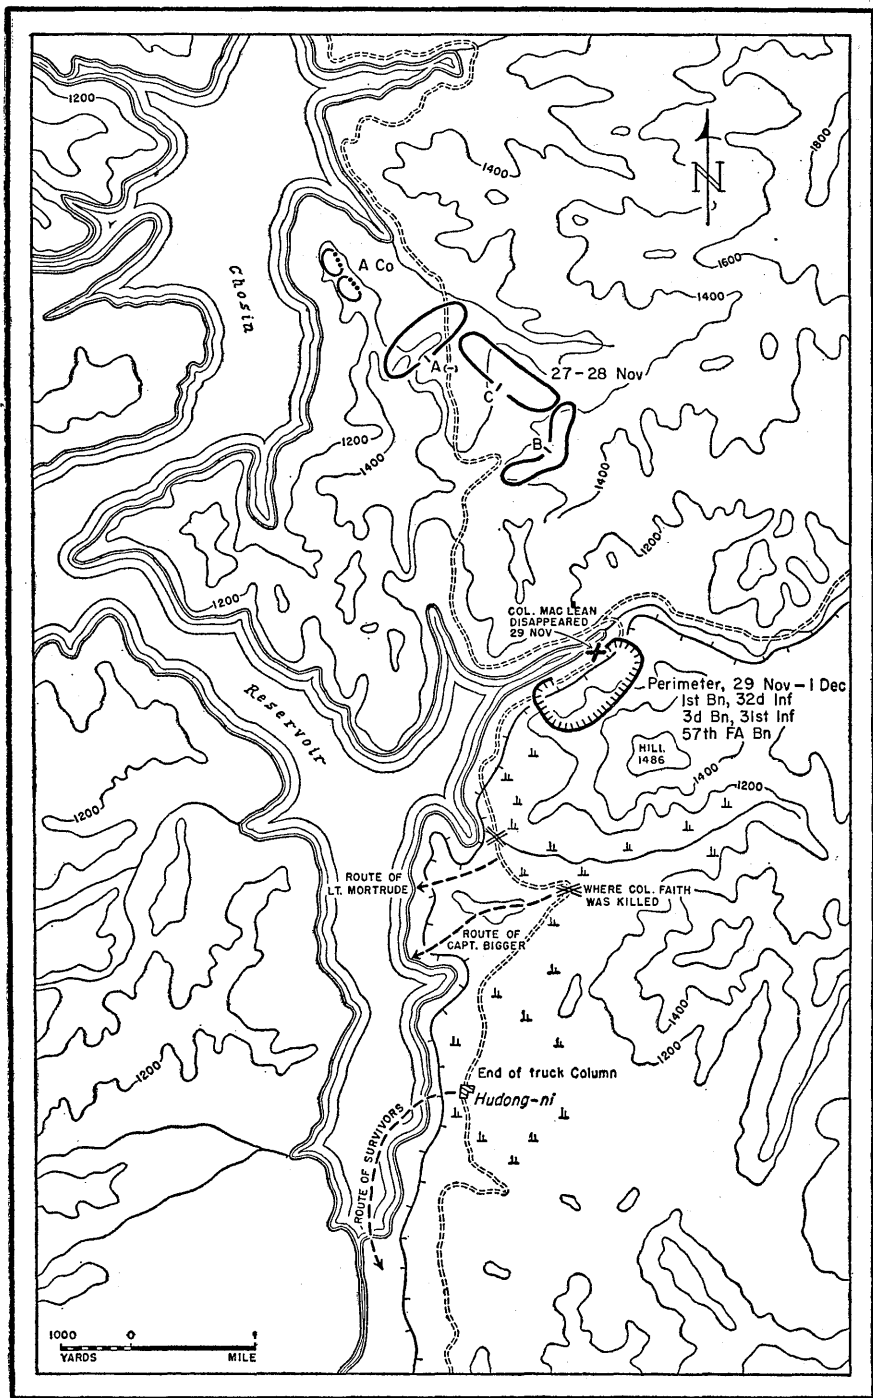 1200
1400
1800
N
A Co
Chosin
1600
1400
A(-)
27-28 Nov
C
1200
B
1400
1400
1200
1200
COL. MAC LEAN
DISAPPEARED
29 NOV
Perimeter, 29 Nov-1 Dec
1st Bn, 32d Inf
3d Bn, 31st Inf
57th FA Bn
Reservoir
HILL
1486
1400
1200
1200
ROUTE OF
LT. MORTRUDE
WHERE COL. FAITH
WAS KILLED
ROUTE OF
CAPT. BIGGER
1400
1200
1200
End of truck Column
Hudong-ni
ROUTE OF SURVIVORS
1000 0 1
YARDS MILE